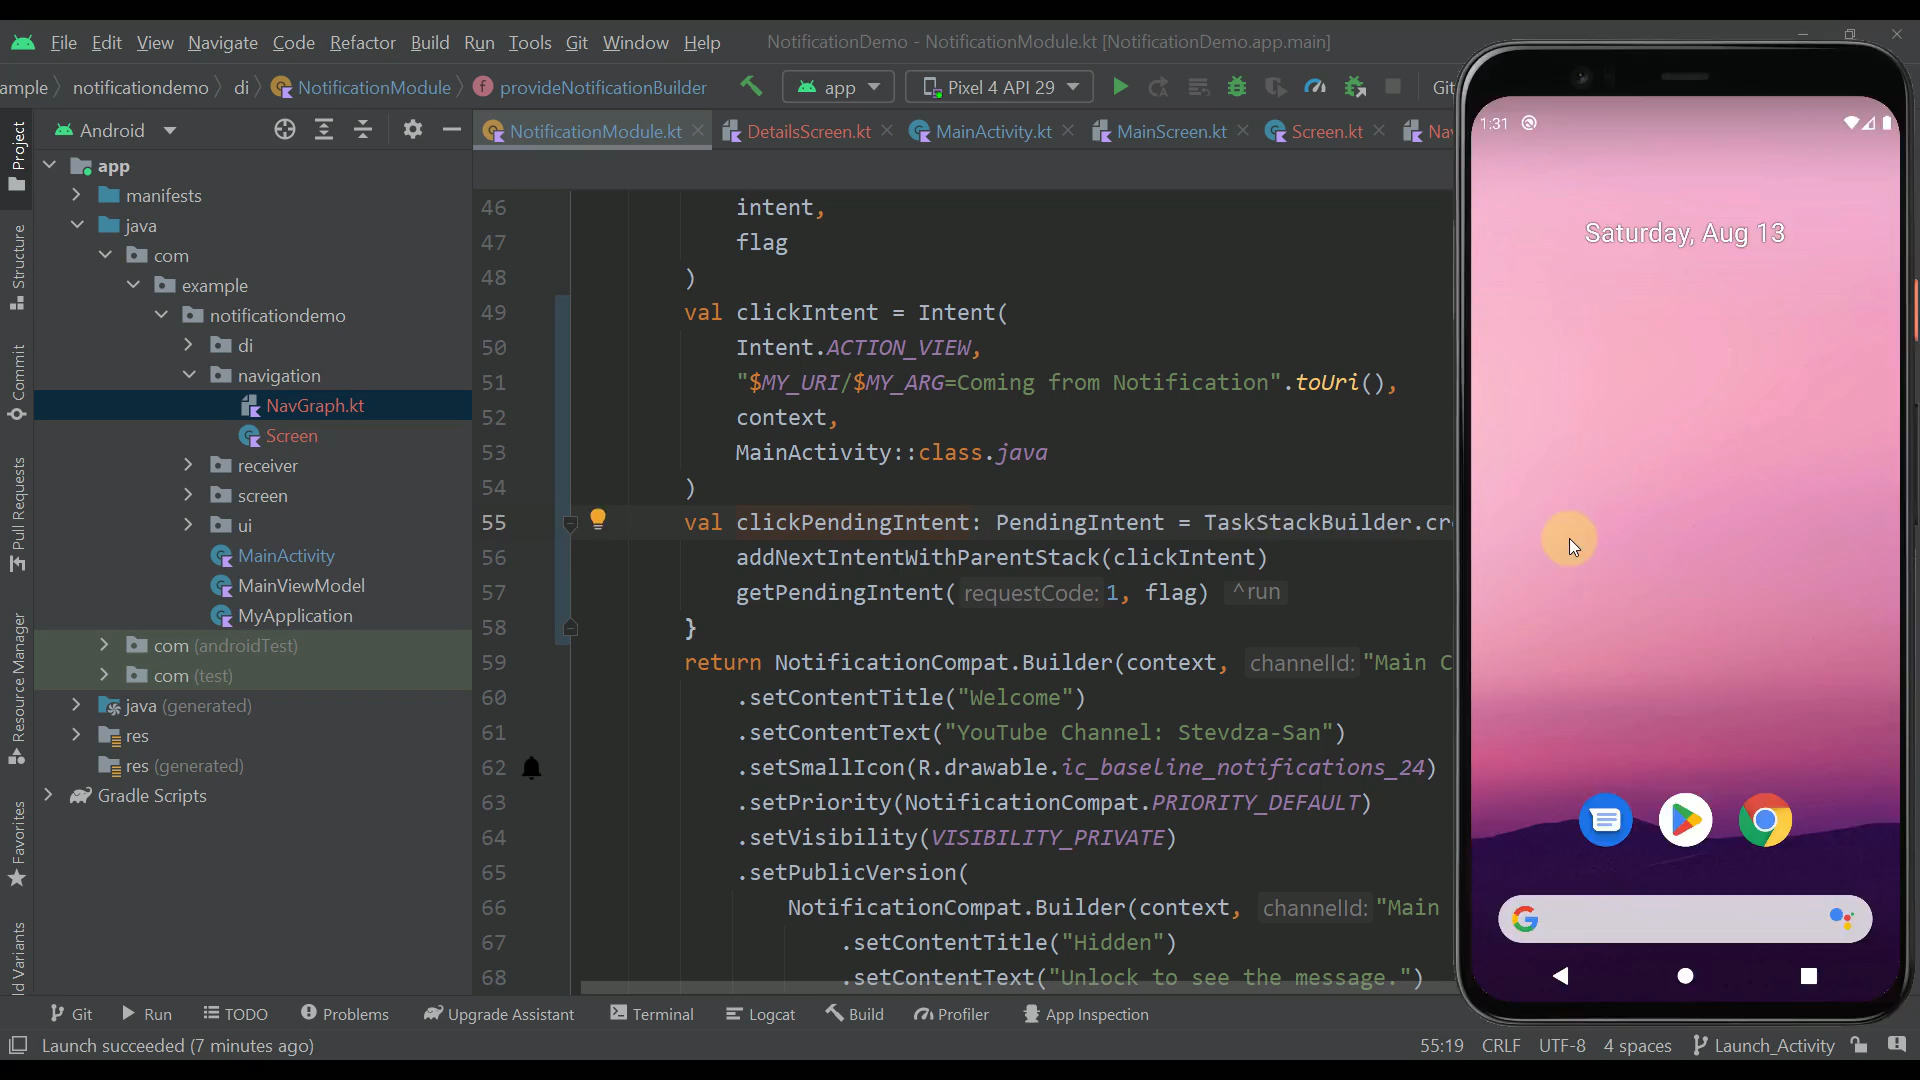 File Edit View Navigate Code Refactor Build Run Tools Git Window Help NotificationDemo - NotificationModule.kt [NotificationDemo.app.main]
ample notificationdemo di NotificationModule provideNotificationBuilder app Pixel 4 API 29 Git
Android
NotificationModule.kt DetailsScreen.kt MainActivity.kt MainScreen.kt Screen.kt Nav
Project
Structure
Commit
Pull Requests
Resource Manager
Favorites
ld Variants
app
manifests
java
com
example
notificationdemo
di
navigation
NavGraph.kt
Screen
receiver
screen
ui
MainActivity
MainViewModel
MyApplication
com (androidTest)
com (test)
java (generated)
res
res (generated)
Gradle Scripts
46 intent,
47 flag
48 )
49 val clickIntent = Intent(
50 Intent.ACTION_VIEW,
51 "$MY_URI/$MY_ARG=Coming from Notification".toUri(),
52 context,
53 MainActivity::class.java
54 )
55 val clickPendingIntent: PendingIntent = TaskStackBuilder.cr
56 addNextIntentWithParentStack(clickIntent)
57 getPendingIntent( requestCode: 1, flag) ^run
58 }
59 return NotificationCompat.Builder(context, channelId: "Main C
60 .setContentTitle("Welcome")
61 .setContentText("YouTube Channel: Stevdza-San")
62 .setSmallIcon(R.drawable.ic_baseline_notifications_24)
63 .setPriority(NotificationCompat.PRIORITY_DEFAULT)
64 .setVisibility(VISIBILITY_PRIVATE)
65 .setPublicVersion(
66 NotificationCompat.Builder(context, channelId: "Main
67 .setContentTitle("Hidden")
68 .setContentText("Unlock to see the message.")
1:31
Saturday, Aug 13
Git Run TODO Problems Upgrade Assistant Terminal Logcat Build Profiler App Inspection
Launch succeeded (7 minutes ago) 55:19 CRLF UTF-8 4 spaces Launch_Activity